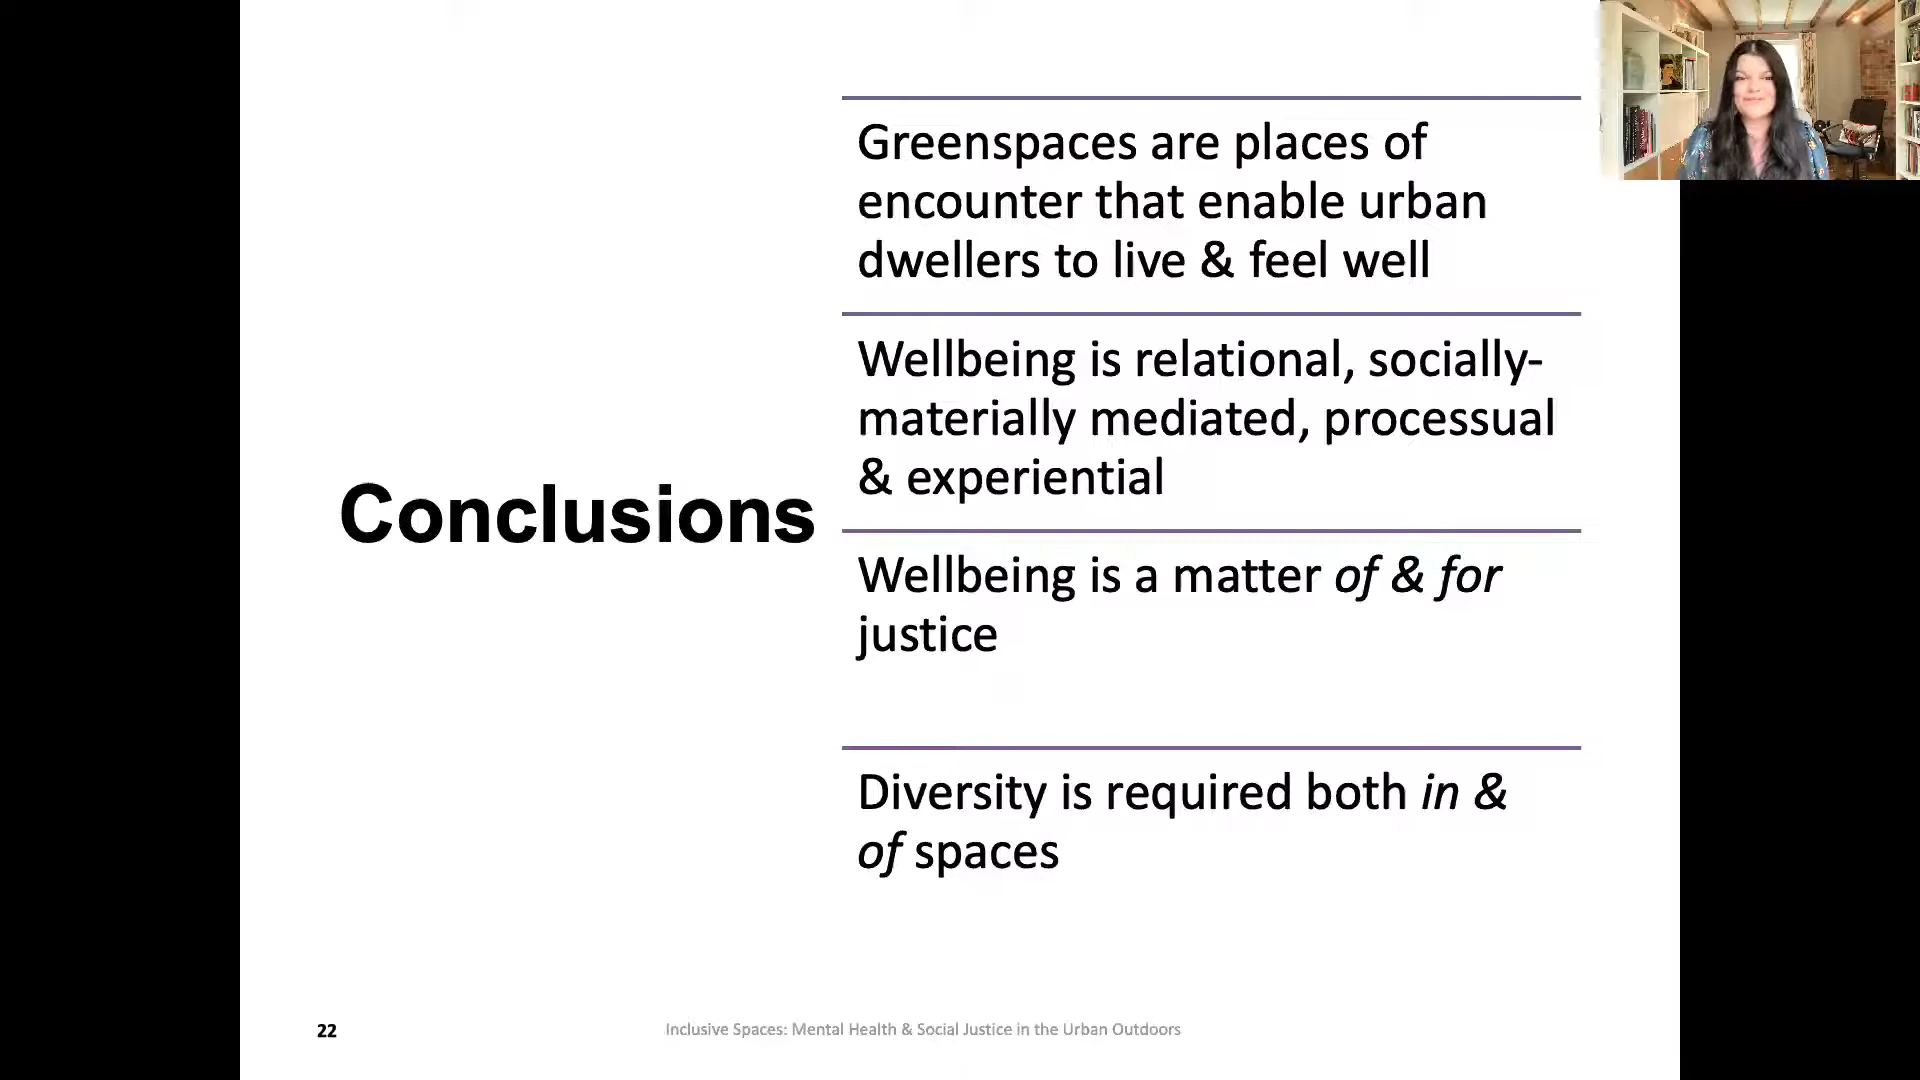 Conclusions
Greenspaces are places of
encounter that enable urban
dwellers to live & feel well
Wellbeing is relational, socially-
materially mediated, processual
& experiential
Wellbeing is a matter of & for
justice
Diversity is required both in &
of spaces
22
Inclusive Spaces: Mental Health & Social Justice in the Urban Outdoors